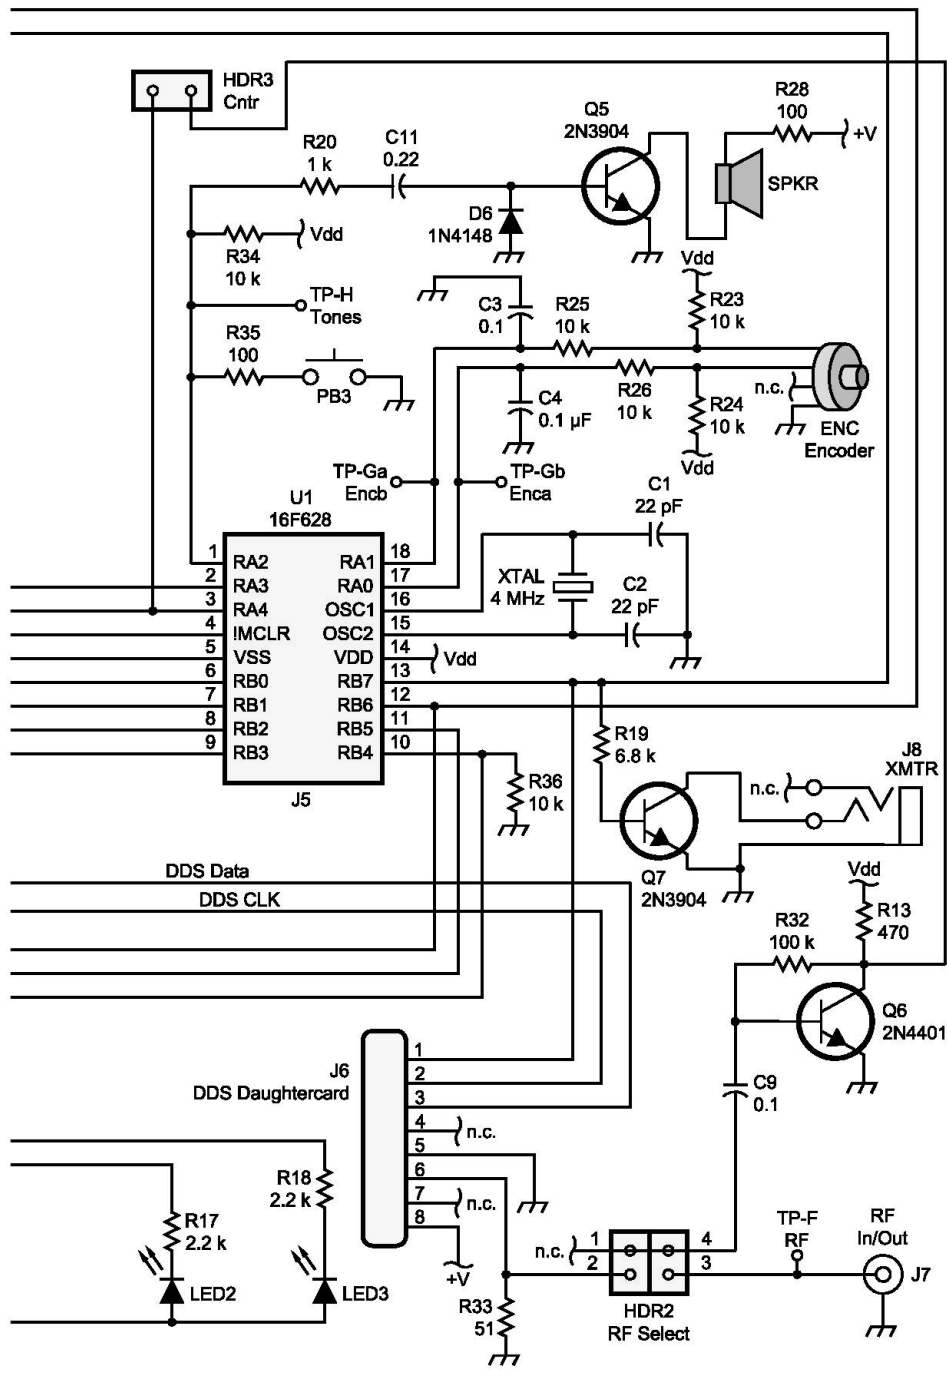 HDR3
Cntr
R20
1 k
C11
0.22
Q5
2N3904
R28
100
+V
SPKR
D6
1N4148
R34
10 k
Vdd
TP-H
Tones
R35
100
PB3
C3
0.1
R25
10 k
Vdd
R23
10 k
C4
0.1 µF
R26
10 k
R24
10 k
Vdd
n.c.
ENC
Encoder
TP-Ga
Encb
TP-Gb
Enca
U1
16F628
C1
22 pF
XTAL
4 MHz
C2
22 pF
1 RA2 RA1 18
2 RA3 RA0 17
3 RA4 OSC1 16
4 !MCLR OSC2 15
5 VSS VDD 14 Vdd
6 RB0 RB7 13
7 RB1 RB6 12
8 RB2 RB5 11
9 RB3 RB4 10
J5
R36
10 k
R19
6.8 k
J8
XMTR
n.c.
Q7
2N3904
DDS Data
DDS CLK
Vdd
R13
470
R32
100 k
Q6
2N4401
C9
0.1
J6
DDS Daughtercard
1
2
3
4 n.c.
5
6
7 n.c.
8
+V
R18
2.2 k
R17
2.2 k
LED2
LED3
R33
51
n.c.
1
2
4
3
HDR2
RF Select
TP-F
RF
RF
In/Out
J7